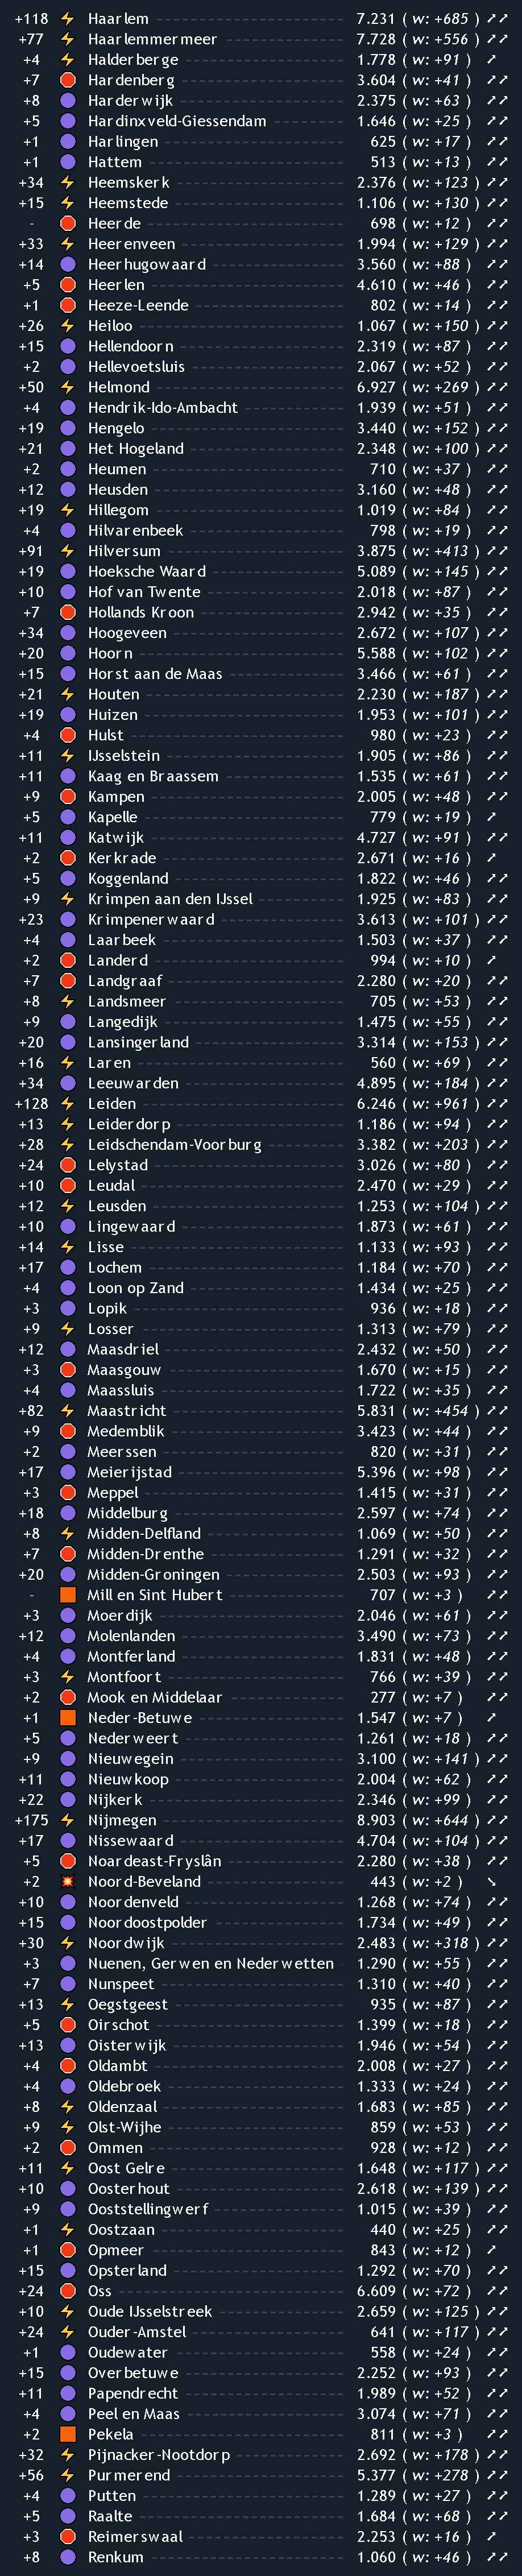 +118 Haarlem 7.231 ( w: +685 )
+77 Haarlemmermeer 7.728 ( w: +556 )
+4 Halderberge 1.778 ( w: +91 )
+7 Hardenberg 3.604 ( w: +41 )
+8 Harderwijk 2.375 ( w: +63 )
+5 Hardinxveld-Giessendam 1.646 ( w: +25 )
+1 Harlingen 625 ( w: +17 )
+1 Hattem 513 ( w: +13 )
+34 Heemskerk 2.376 ( w: +123 )
+15 Heemstede 1.106 ( w: +130 )
- Heerde 698 ( w: +12 )
+33 Heerenveen 1.994 ( w: +129 )
+14 Heerhugowaard 3.560 ( w: +88 )
+5 Heerlen 4.610 ( w: +46 )
+1 Heeze-Leende 802 ( w: +14 )
+26 Heiloo 1.067 ( w: +150 )
+15 Hellendoorn 2.319 ( w: +87 )
+2 Hellevoetsluis 2.067 ( w: +52 )
+50 Helmond 6.927 ( w: +269 )
+4 Hendrik-Ido-Ambacht 1.939 ( w: +51 )
+19 Hengelo 3.440 ( w: +152 )
+21 Het Hogeland 2.348 ( w: +100 )
+2 Heumen 710 ( w: +37 )
+12 Heusden 3.160 ( w: +48 )
+19 Hillegom 1.019 ( w: +84 )
+4 Hilvarenbeek 798 ( w: +19 )
+91 Hilversum 3.875 ( w: +413 )
+19 Hoeksche Waard 5.089 ( w: +145 )
+10 Hof van Twente 2.018 ( w: +87 )
+7 Hollands Kroon 2.942 ( w: +35 )
+34 Hoogeveen 2.672 ( w: +107 )
+20 Hoorn 5.588 ( w: +102 )
+15 Horst aan de Maas 3.466 ( w: +61 )
+21 Houten 2.230 ( w: +187 )
+19 Huizen 1.953 ( w: +101 )
+4 Hulst 980 ( w: +23 )
+11 IJsselstein 1.905 ( w: +86 )
+11 Kaag en Braassem 1.535 ( w: +61 )
+9 Kampen 2.005 ( w: +48 )
+5 Kapelle 779 ( w: +19 )
+11 Katwijk 4.727 ( w: +91 )
+2 Kerkrade 2.671 ( w: +16 )
+5 Koggenland 1.822 ( w: +46 )
+9 Krimpen aan den IJssel 1.925 ( w: +83 )
+23 Krimpenerwaard 3.613 ( w: +101 )
+4 Laarbeek 1.503 ( w: +37 )
+2 Landerd 994 ( w: +10 )
+7 Landgraaf 2.280 ( w: +20 )
+8 Landsmeer 705 ( w: +53 )
+9 Langedijk 1.475 ( w: +55 )
+20 Lansingerland 3.314 ( w: +153 )
+16 Laren 560 ( w: +69 )
+34 Leeuwarden 4.895 ( w: +184 )
+128 Leiden 6.246 ( w: +961 )
+13 Leiderdorp 1.186 ( w: +94 )
+28 Leidschendam-Voorburg 3.382 ( w: +203 )
+24 Lelystad 3.026 ( w: +80 )
+10 Leudal 2.470 ( w: +29 )
+12 Leusden 1.253 ( w: +104 )
+10 Lingewaard 1.873 ( w: +61 )
+14 Lisse 1.133 ( w: +93 )
+17 Lochem 1.184 ( w: +70 )
+4 Loon op Zand 1.434 ( w: +25 )
+3 Lopik 936 ( w: +18 )
+9 Losser 1.313 ( w: +79 )
+12 Maasdriel 2.432 ( w: +50 )
+3 Maasgouw 1.670 ( w: +15 )
+4 Maassluis 1.722 ( w: +35 )
+82 Maastricht 5.831 ( w: +454 )
+9 Medemblik 3.423 ( w: +44 )
+2 Meerssen 820 ( w: +31 )
+17 Meierijstad 5.396 ( w: +98 )
+3 Meppel 1.415 ( w: +31 )
+18 Middelburg 2.597 ( w: +74 )
+8 Midden-Delfland 1.069 ( w: +50 )
+7 Midden-Drenthe 1.291 ( w: +32 )
+20 Midden-Groningen 2.503 ( w: +93 )
- Mill en Sint Hubert 707 ( w: +3 )
+3 Moerdijk 2.046 ( w: +61 )
+12 Molenlanden 3.490 ( w: +73 )
+4 Montferland 1.831 ( w: +48 )
+3 Montfoort 766 ( w: +39 )
+2 Mook en Middelaar 277 ( w: +7 )
+1 Neder-Betuwe 1.547 ( w: +7 )
+5 Nederweert 1.261 ( w: +18 )
+9 Nieuwegein 3.100 ( w: +141 )
+11 Nieuwkoop 2.004 ( w: +62 )
+22 Nijkerk 2.346 ( w: +99 )
+175 Nijmegen 8.903 ( w: +644 )
+17 Nissewaard 4.704 ( w: +104 )
+5 Noardeast-Fryslân 2.280 ( w: +38 )
+2 Noord-Beveland 443 ( w: +2 )
+10 Noordenveld 1.268 ( w: +74 )
+15 Noordoostpolder 1.734 ( w: +49 )
+30 Noordwijk 2.483 ( w: +318 )
+3 Nuenen, Gerwen en Nederwetten 1.290 ( w: +55 )
+7 Nunspeet 1.310 ( w: +40 )
+13 Oegstgeest 935 ( w: +87 )
+5 Oirschot 1.399 ( w: +18 )
+13 Oisterwijk 1.946 ( w: +54 )
+4 Oldambt 2.008 ( w: +27 )
+4 Oldebroek 1.333 ( w: +24 )
+8 Oldenzaal 1.683 ( w: +85 )
+9 Olst-Wijhe 859 ( w: +53 )
+2 Ommen 928 ( w: +12 )
+11 Oost Gelre 1.648 ( w: +117 )
+10 Oosterhout 2.618 ( w: +139 )
+9 Ooststellingwerf 1.015 ( w: +39 )
+1 Oostzaan 440 ( w: +25 )
+1 Opmeer 843 ( w: +12 )
+15 Opsterland 1.292 ( w: +70 )
+24 Oss 6.609 ( w: +72 )
+10 Oude IJsselstreek 2.659 ( w: +125 )
+24 Ouder-Amstel 641 ( w: +117 )
+1 Oudewater 558 ( w: +24 )
+15 Overbetuwe 2.252 ( w: +93 )
+11 Papendrecht 1.989 ( w: +52 )
+4 Peel en Maas 3.074 ( w: +71 )
+2 Pekela 811 ( w: +3 )
+32 Pijnacker-Nootdorp 2.692 ( w: +178 )
+56 Purmerend 5.377 ( w: +278 )
+4 Putten 1.289 ( w: +27 )
+5 Raalte 1.684 ( w: +68 )
+3 Reimerswaal 2.253 ( w: +16 )
+8 Renkum 1.060 ( w: +46 )